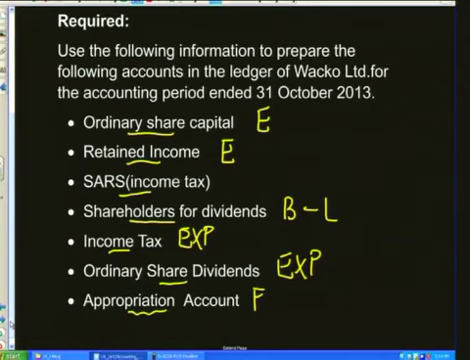 Required:
Use the following information to prepare the
following accounts in the ledger of Wacko Ltd.for
the accounting period ended 31 October 2013.
• Ordinary share capital E
• Retained Income E
• SARS(income tax)
• Shareholders for dividends B-L
• Income Tax EXP
• Ordinary Share Dividends EXP
• Appropriation Account F
start